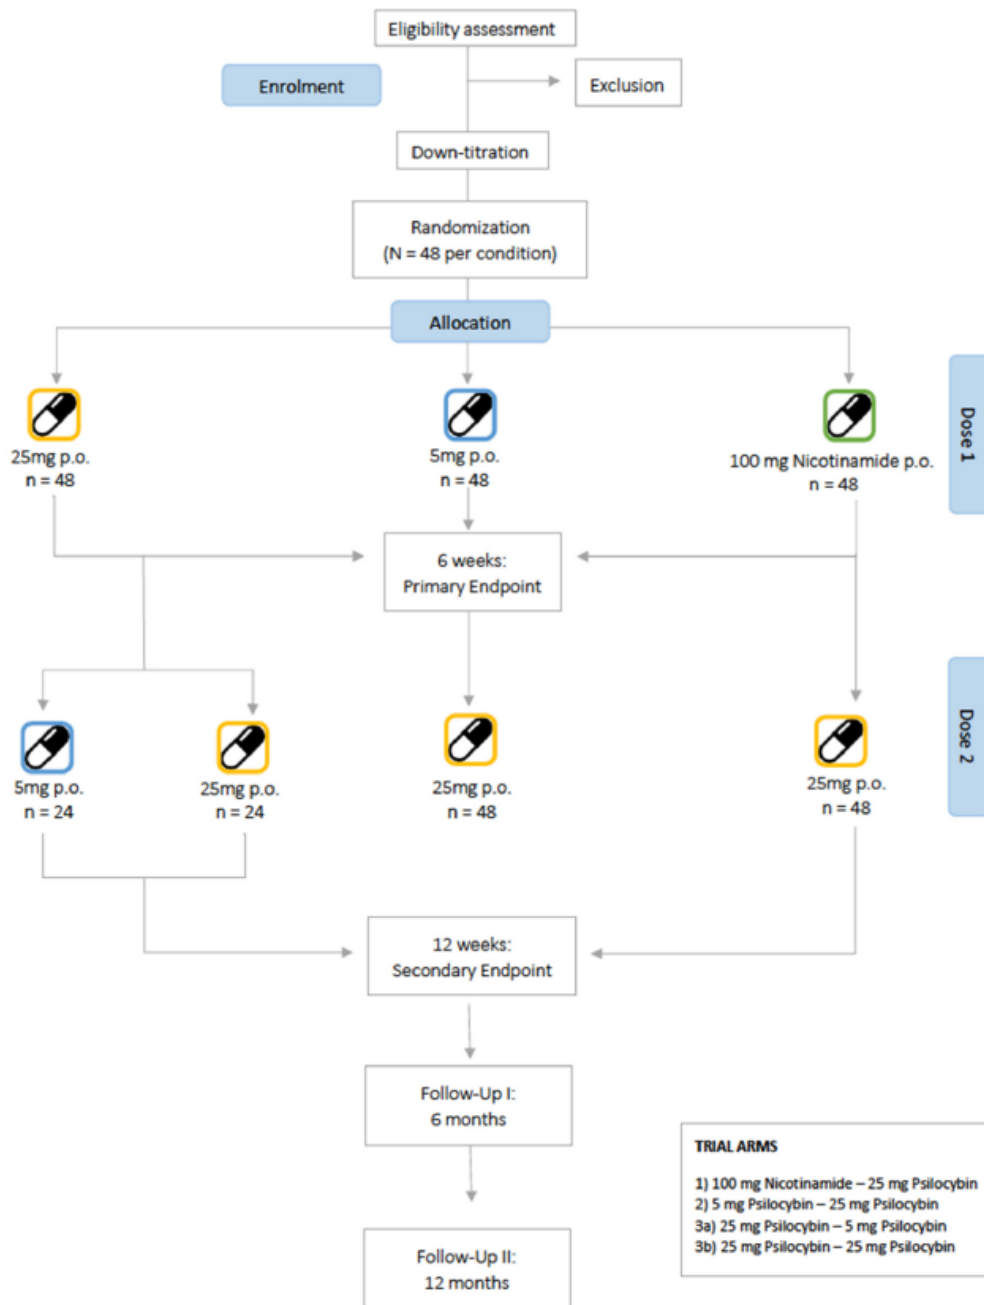 Eligibility assessment
Enrolment
Exclusion
Down-titration
Randomization
(N = 48 per condition)
Allocation
Dose 1
25mg p.o.
n = 48
5mg p.o.
n = 48
100 mg Nicotinamide p.o.
n = 48
6 weeks:
Primary Endpoint
Dose 2
5mg p.o.
n = 24
25mg p.o.
n = 24
25mg p.o.
n = 48
25mg p.o.
n = 48
12 weeks:
Secondary Endpoint
Follow-Up I:
6 months
TRIAL ARMS
1) 100 mg Nicotinamide – 25 mg Psilocybin
2) 5 mg Psilocybin – 25 mg Psilocybin
3a) 25 mg Psilocybin – 5 mg Psilocybin
3b) 25 mg Psilocybin – 25 mg Psilocybin
Follow-Up II:
12 months